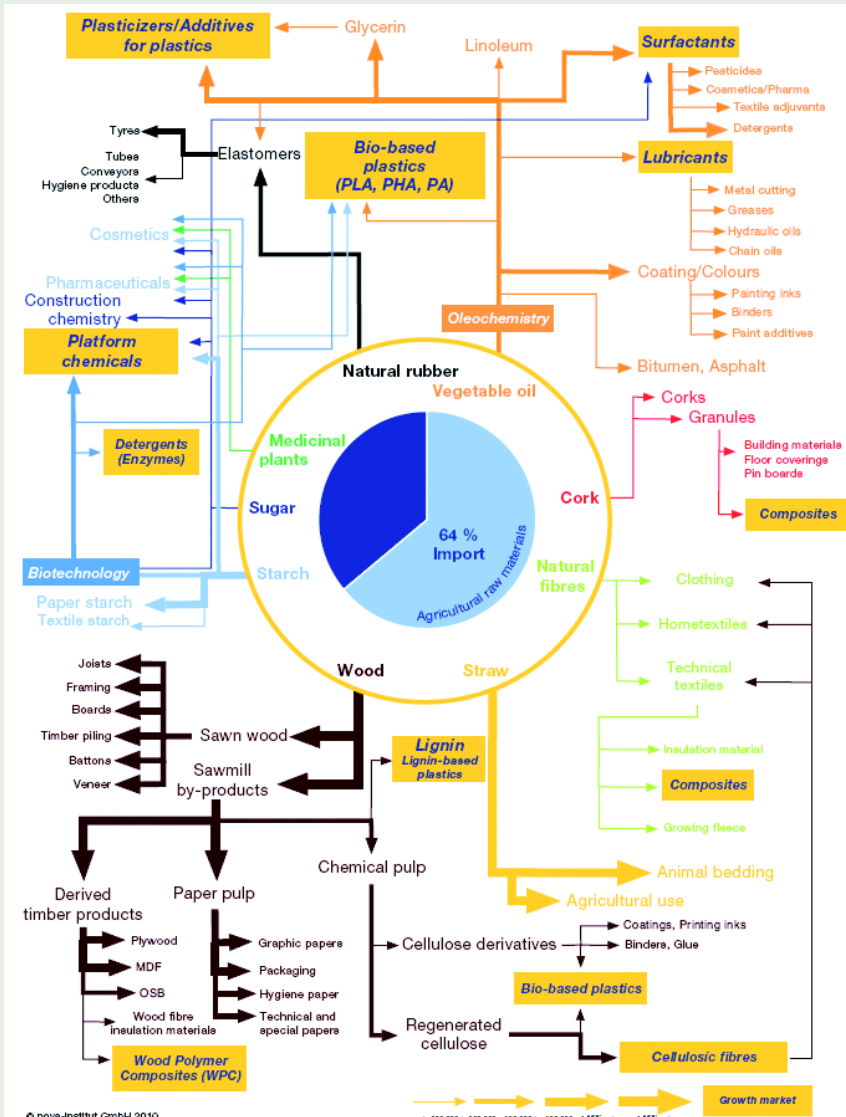 Plasticizers/Additives
for plastics
Glycerin
Linoleum
Surfactants
Pesticides
Cosmetica/Pharma
Textile adjuvants
Detergents
Tyres
Tubes
Conveyors
Hygiene products
Others
Elastomers
Bio-based
plastics
(PLA, PHA, PA)
Lubricants
Metal cutting
Greases
Hydraulic oils
Chain oils
Cosmetics
Pharmaceuticals
Construction
chemistry
Coating/Colours
Painting inks
Binders
Paint additives
Oleochemistry
Platform
chemicals
Natural rubber
Vegetable oil
Bitumen, Asphalt
Corks
Granules
Building materials
Floor coverings
Pin boards
Composites
Detergents
(Enzymes)
Medicinal
plants
Sugar
Cork
64 %
Import
Agricultural raw materials
Biotechnology
Starch
Natural
fibres
Clothing
Paper starch
Textile starch
Hometextiles
Wood
Straw
Technical
textiles
Joists
Framing
Boards
Timber piling
Battons
Veneer
Sawn wood
Sawmill
by-products
Lignin
Lignin-based
plastics
Insulation material
Composites
Growing fleece
Chemical pulp
Animal bedding
Agricultural use
Derived
timber products
Paper pulp
Plywood
MDF
OSB
Wood fibre
insulation materials
Wood Polymer
Composites (WPC)
Graphic papers
Packaging
Hygiene paper
Technical and
special papers
Cellulose derivatives
Coatings, Printing inks
Binders, Glue
Bio-based plastics
Regenerated
cellulose
Cellulosic fibres
Growth market
© nova-Institut GmbH 2010